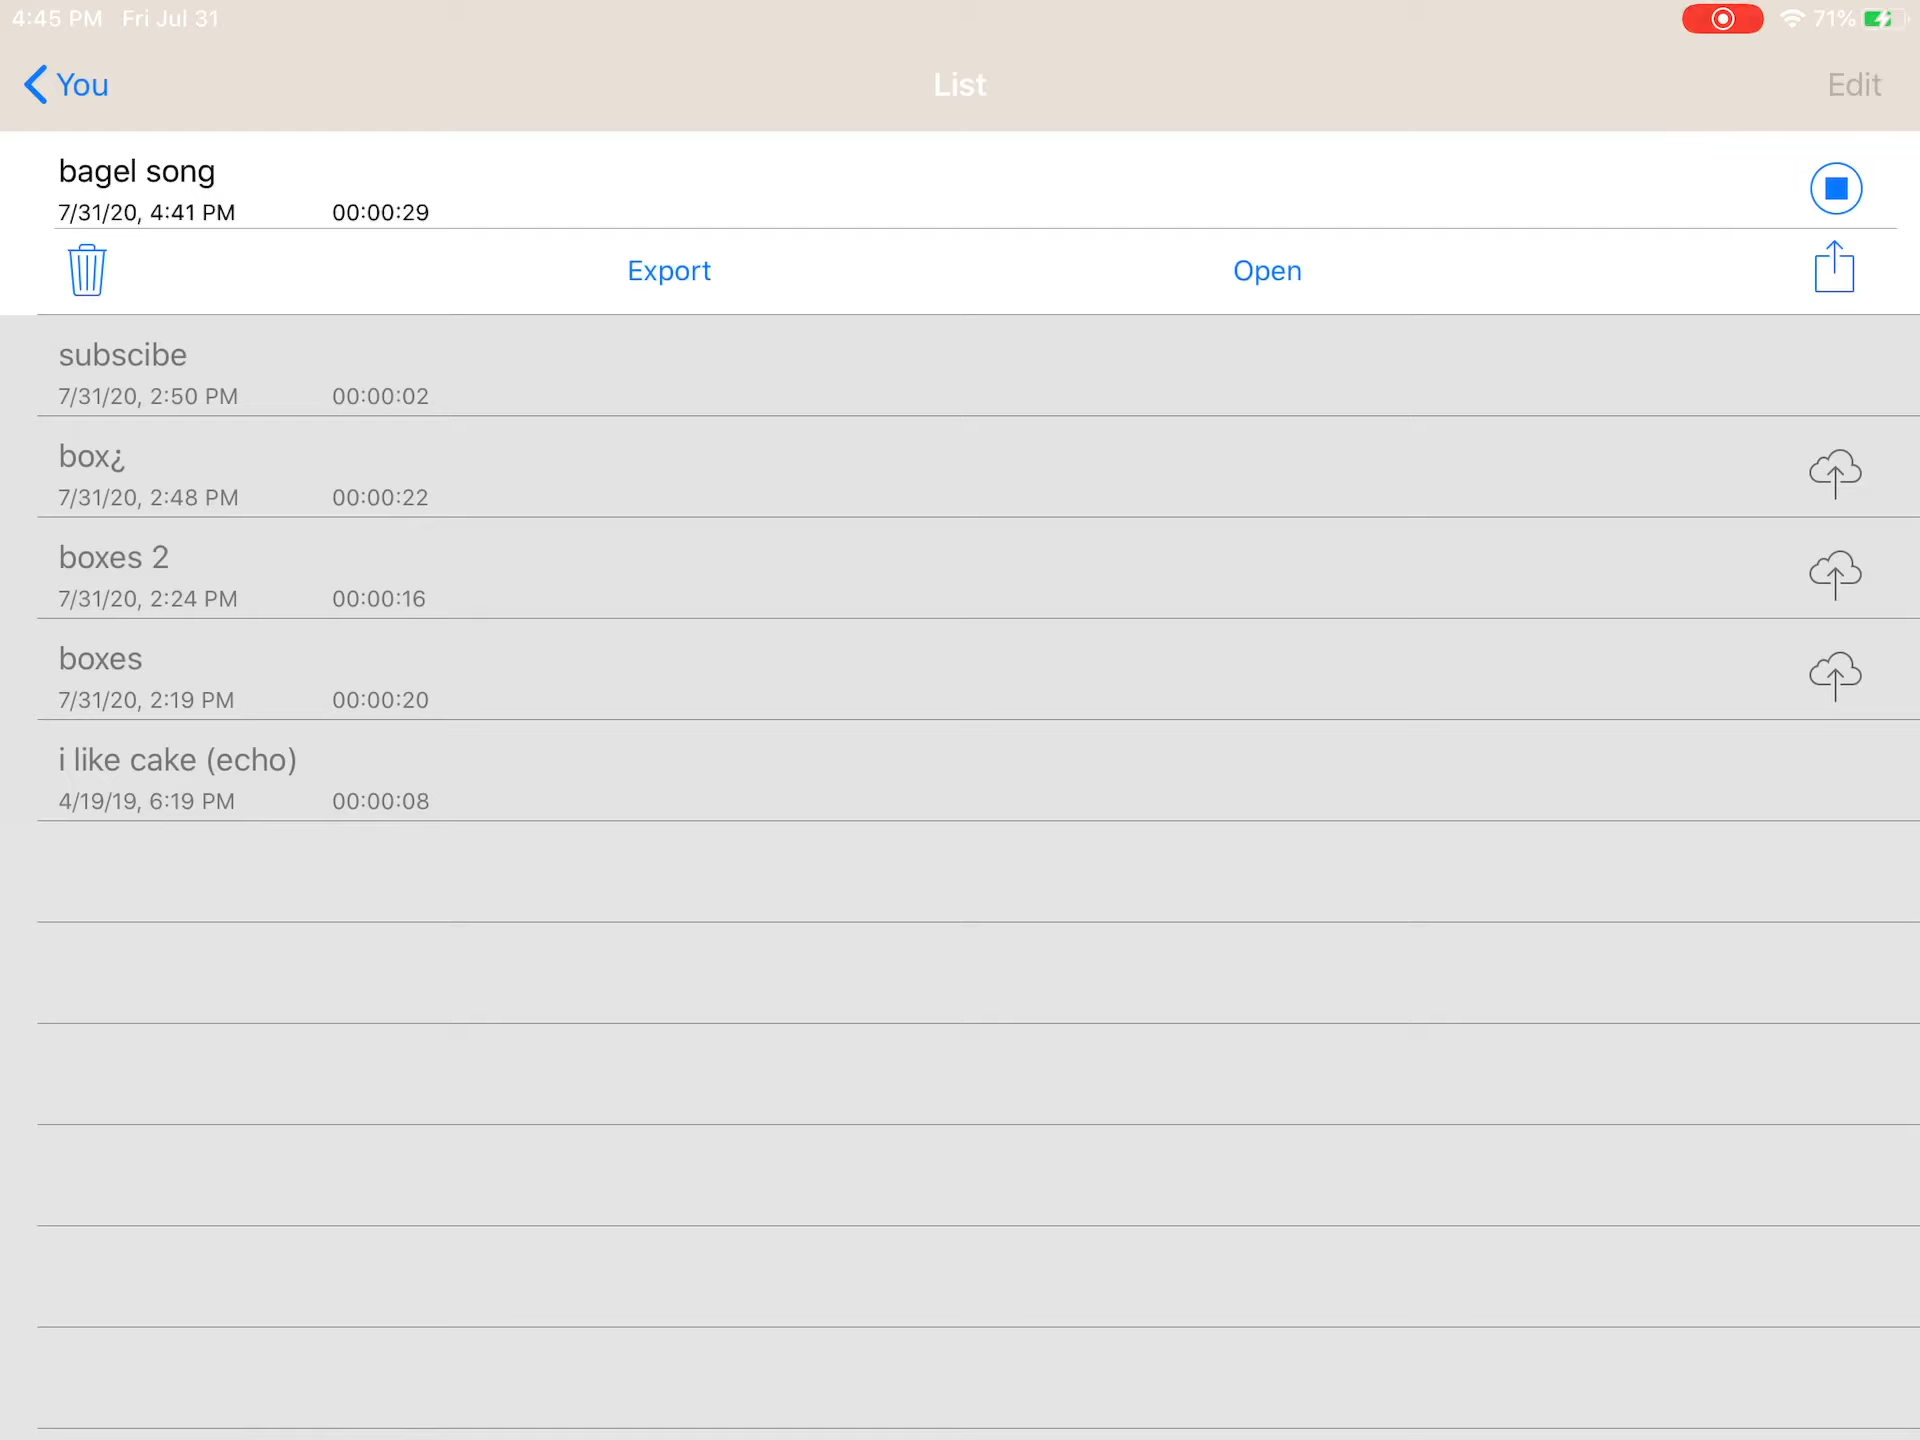 4:45 PM Fri Jul 31 71%
You List Edit
bagel song
7/31/20, 4:41 PM 00:00:29
Export Open
subscibe
7/31/20, 2:50 PM 00:00:02
box¿
7/31/20, 2:48 PM 00:00:22
boxes 2
7/31/20, 2:24 PM 00:00:16
boxes
7/31/20, 2:19 PM 00:00:20
i like cake (echo)
4/19/19, 6:19 PM 00:00:08